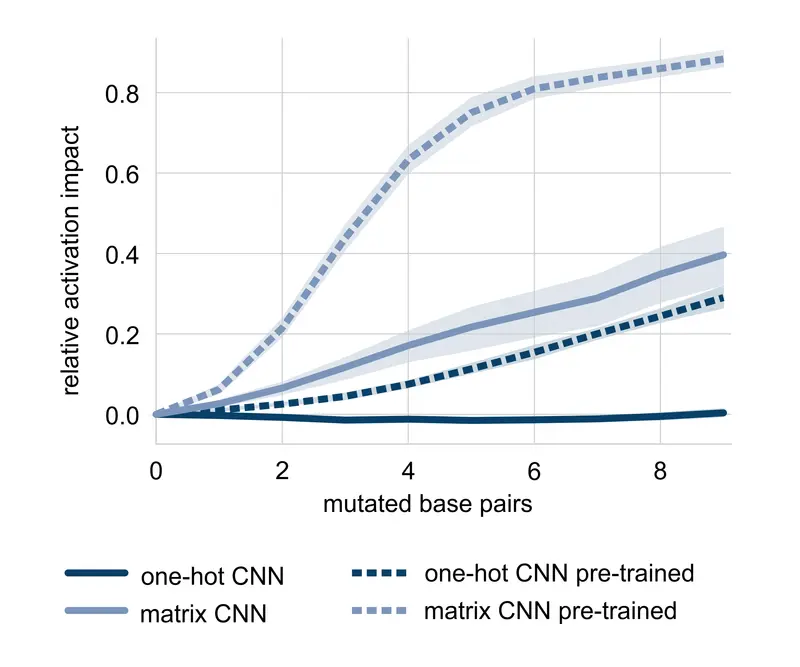 relative activation impact
0.8
0.6
0.4
0.2
0.0
0 2 4 6 8
mutated base pairs
one-hot CNN
one-hot CNN pre-trained
matrix CNN
matrix CNN pre-trained